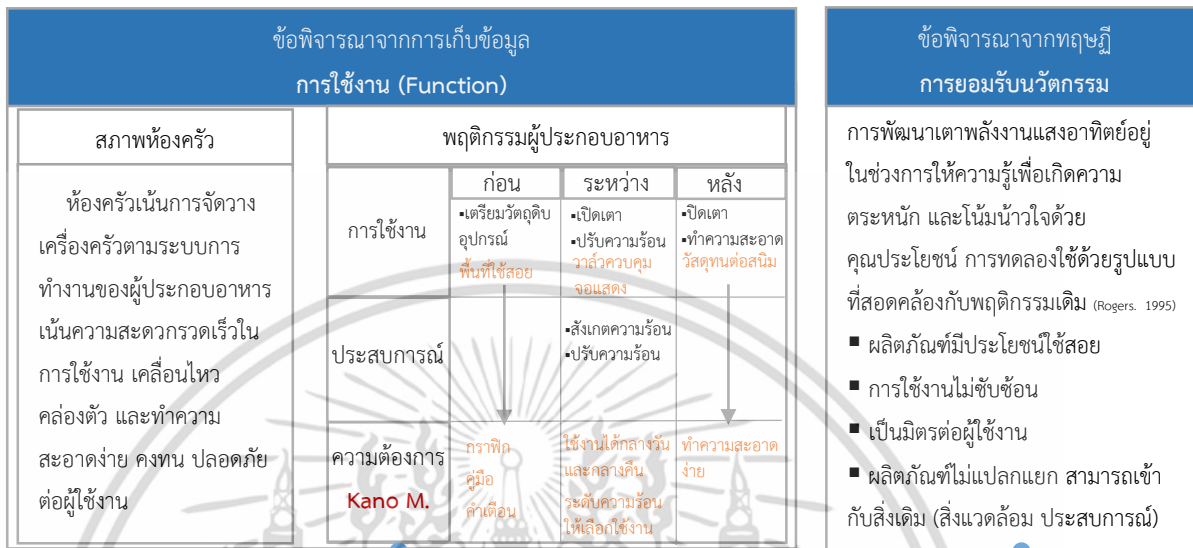 ข้อพิจารณาจากการเก็บข้อมูล
การใช้งาน (Function)
สภาพห้องครัว
ห้องครัวเน้นการจัดวาง
เครื่องครัวตามระบบการ
ทำงานของผู้ประกอบอาหาร
เน้นความสะดวกรวดเร็วใน
การใช้งาน เคลื่อนไหว
คล่องตัว และทำความ
สะอาดง่าย คงทน ปลอดภัย
ต่อผู้ใช้งาน
พฤติกรรมผู้ประกอบอาหาร
ก่อน
ระหว่าง
หลัง
การใช้งาน
▪เตรียมวัตถุดิบ
อุปกรณ์
พื้นที่ใช้สอย
▪เปิดเตา
▪ปรับความร้อน
วาล์วควบคุม
จอแสดง
▪ปิดเตา
▪ทำความสะอาด
วัสดุทนต่อสนิม
ประสบการณ์
▪สังเกตความร้อน
▪ปรับความร้อน
ความต้องการ
Kano M.
กราฟิก
คู่มือ
คำเตือน
ใช้งานได้กลางวัน
และกลางคืน
ระดับความร้อน
ให้เลือกใช้งาน
ทำความสะอาด
ง่าย
ข้อพิจารณาจากทฤษฏี
การยอมรับนวัตกรรม
การพัฒนาเตาพลังงานแสงอาทิตย์อยู่
ในช่วงการให้ความรู้เพื่อเกิดความ
ตระหนัก และโน้มน้าวใจด้วย
คุณประโยชน์ การทดลองใช้ด้วยรูปแบบ
ที่สอดคล้องกับพฤติกรรมเดิม (Rogers. 1995)
▪ ผลิตภัณฑ์มีประโยชน์ใช้สอย
▪ การใช้งานไม่ซับซ้อน
▪ เป็นมิตรต่อผู้ใช้งาน
▪ ผลิตภัณฑ์ไม่แปลกแยก สามารถเข้า
กับสิ่งเดิม (สิ่งแวดล้อม ประสบการณ์)